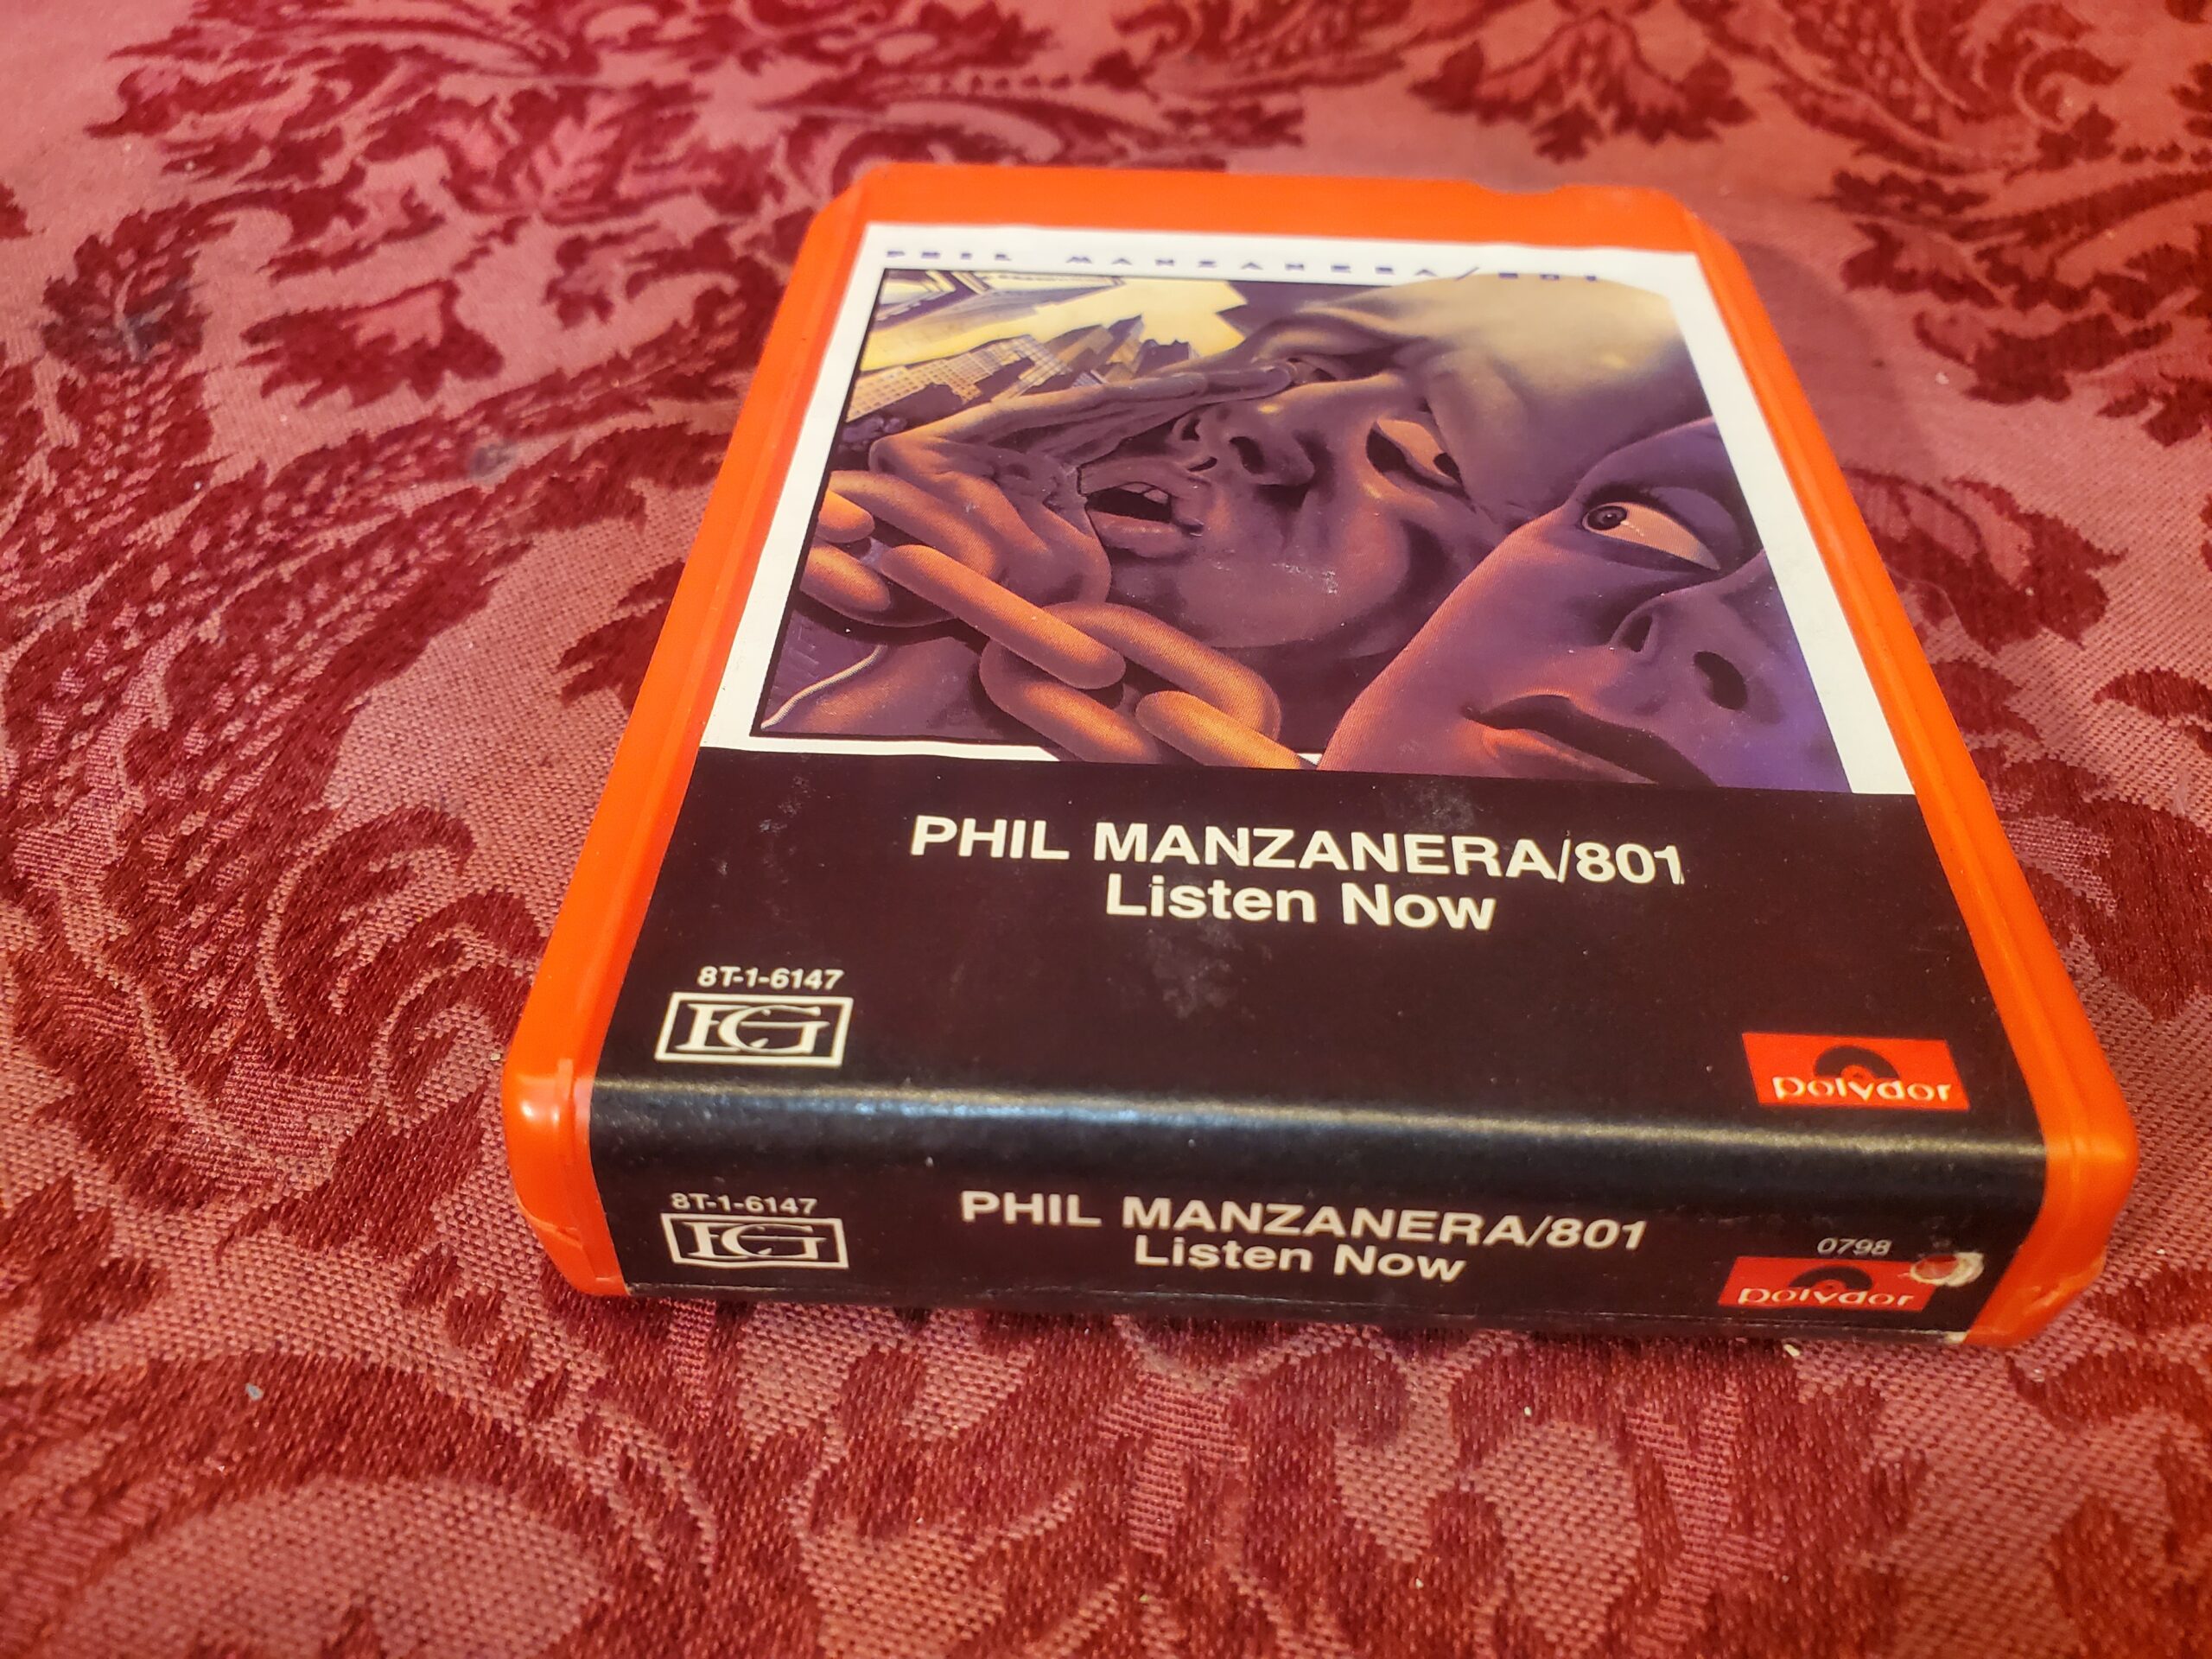 PHIL MANZANERA/801
PHIL MANZANERA/801
Listen Now
8T-1-6147
EG
polydor
8T-1-6147
EG
PHIL MANZANERA/801
Listen Now
0798
polydor